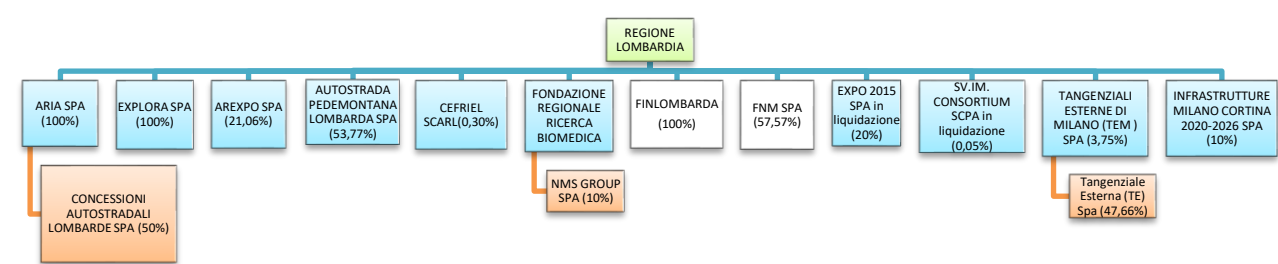 REGIONE
LOMBARDIA
ARIA SPA
(100%)
EXPLORA SPA
(100%)
AREXPO SPA
(21,06%)
AUTOSTRADA
PEDEMONTANA
LOMBARDA SPA
(53,77%)
CEFRIEL
SCARL(0,30%)
FONDAZIONE
REGIONALE
RICERCA
BIOMEDICA
FINLOMBARDA
(100%)
FNM SPA
(57,57%)
EXPO 2015
SPA in
liquidazione
(20%)
SV.IM.
CONSORTIUM
SCPA in
liquidazione
(0,05%)
TANGENZIALI
ESTERNE DI
MILANO (TEM )
SPA (3,75%)
INFRASTRUTTURE
MILANO CORTINA
2020-2026 SPA
(10%)
CONCESSIONI
AUTOSTRADALI
LOMBARDE SPA (50%)
NMS GROUP
SPA (10%)
Tangenziale
Esterna (TE)
Spa (47,66%)